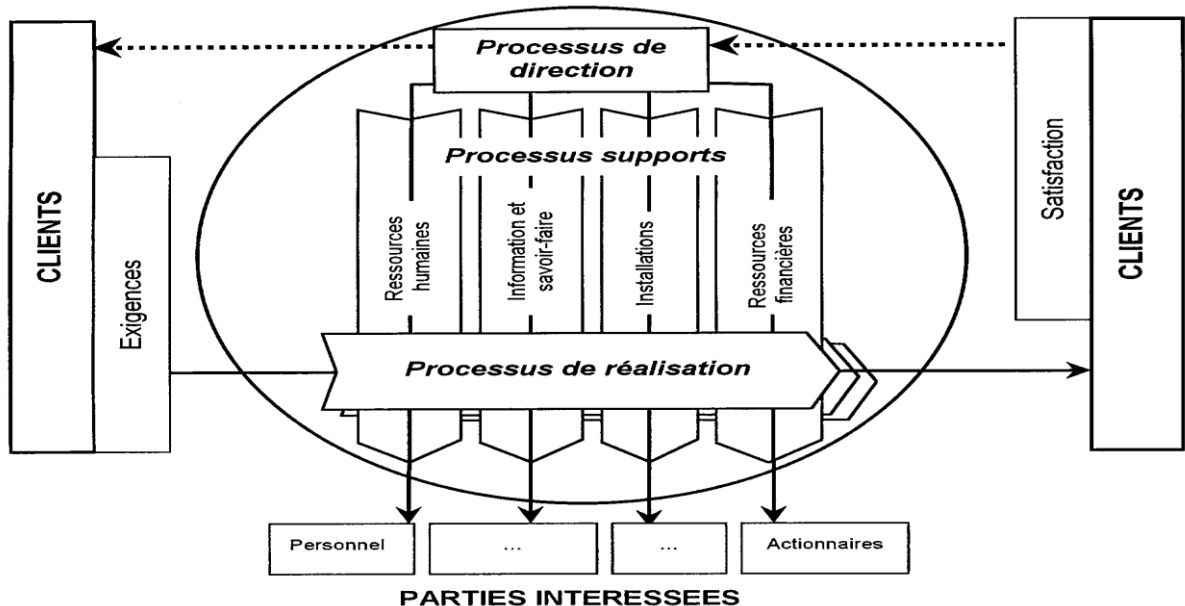 Processus de
direction
Processus supports
CLIENTS
Exigences
Ressources
humaines
Information et
savoir-faire
Installations
Ressources
financières
Satisfaction
CLIENTS
Processus de réalisation
Personnel
...
...
Actionnaires
PARTIES INTERESSEES